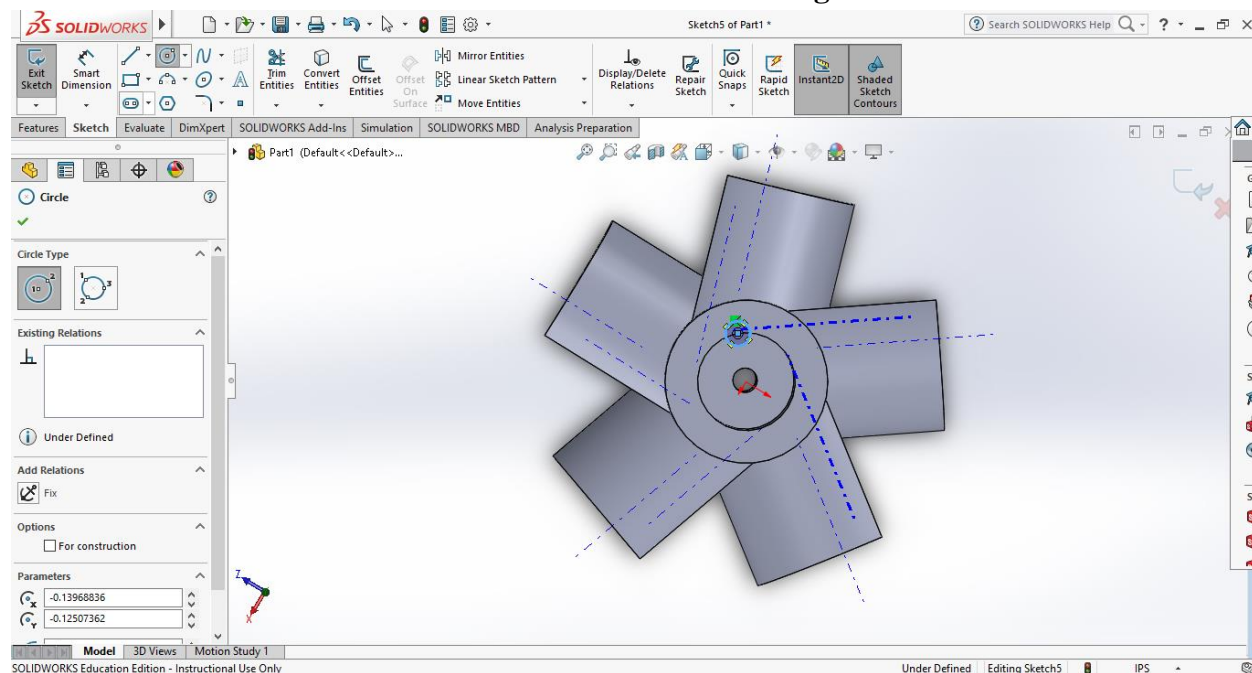 SOLIDWORKS
Sketch5 of Part1 *
Search SOLIDWORKS Help
?
Exit Sketch
Smart Dimension
Trim Entities
Convert Entities
Offset Entities
Offset On Surface
Mirror Entities
Linear Sketch Pattern
Move Entities
Display/Delete Relations
Repair Sketch
Quick Snaps
Rapid Sketch
Instant2D
Shaded Sketch Contours
Features Sketch Evaluate DimXpert SOLIDWORKS Add-Ins Simulation SOLIDWORKS MBD Analysis Preparation
Part1 (Default<<Default>...
Circle
Circle Type
Existing Relations
Under Defined
Add Relations
Fix
Options
For construction
Parameters
-0.13968836
-0.12507362
Z
X
Model 3D Views Motion Study 1
SOLIDWORKS Education Edition - Instructional Use Only
Under Defined Editing Sketch5 IPS